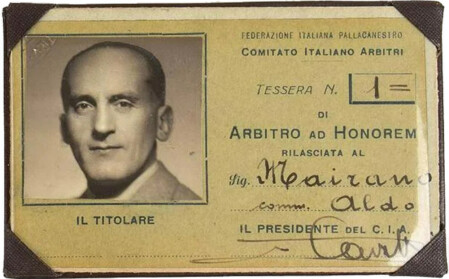 FEDERAZIONE ITALIANA PALLACANESTRO
COMITATO ITALIANO ARBITRI
TESSERA N. 1=
DI
ARBITRO AD HONOREM
RILASCIATA AL
Sig. Mairano
comm. Aldo
IL PRESIDENTE DEL C.I.A.
IL TITOLARE